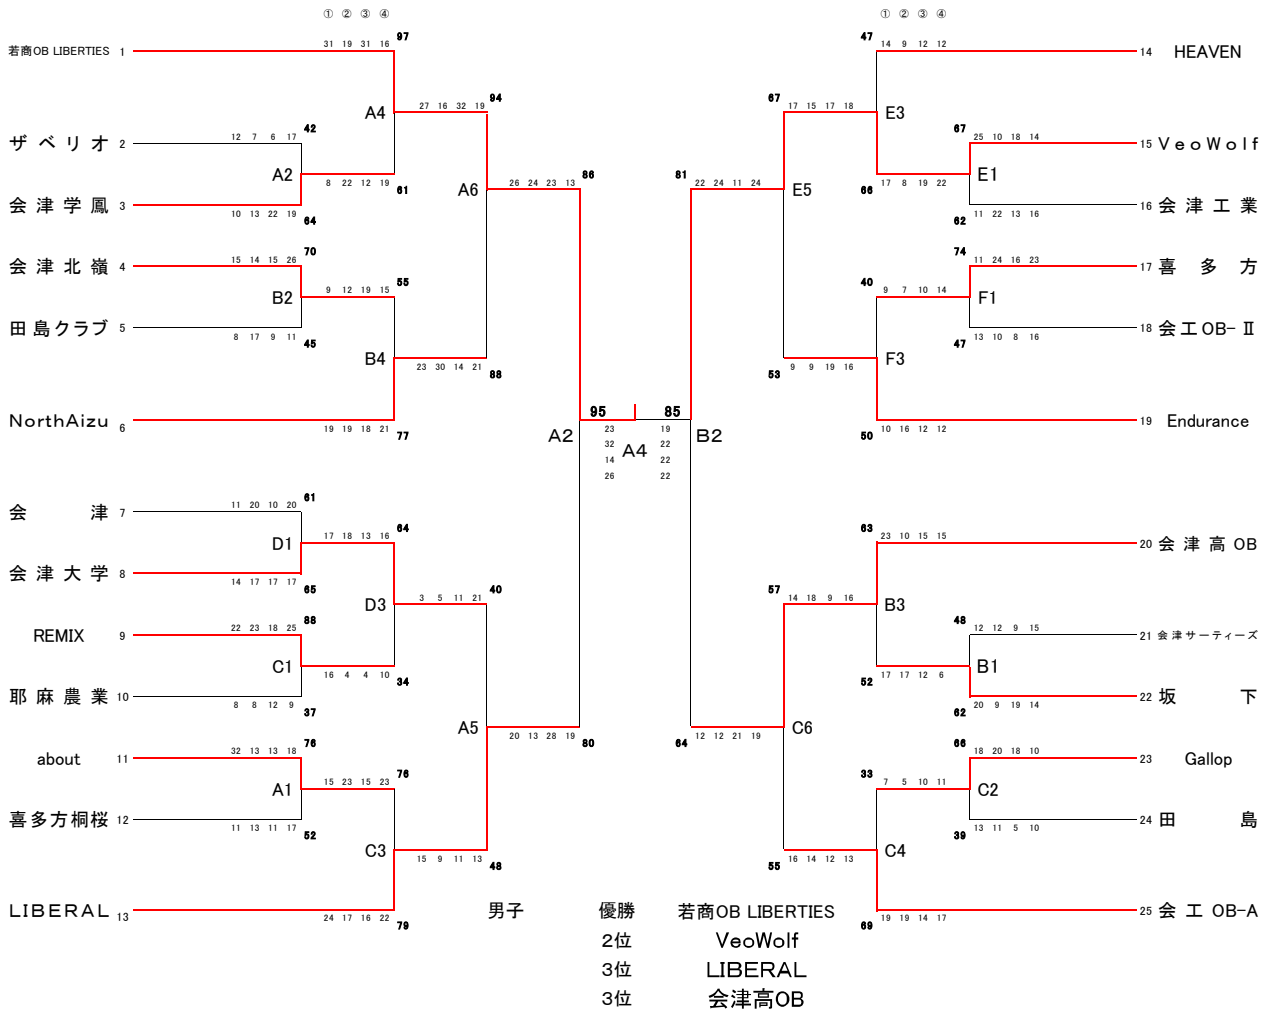 ① ② ③ ④ ① ② ③ ④
97 47
若商OB LIBERTIES 1 31 19 31 16 14 9 12 12 14 HEAVEN
94 67
A4 27 16 32 19 17 15 17 18 E3
42 67
ザベリオ 2 12 7 6 17 25 10 18 14 15 VeoWolf
A2 8 22 12 19 61 66 17 8 19 22 E1
86 81
A6 26 24 23 13 22 24 11 24 E5
会津学鳳 3 10 13 22 19 64 62 11 22 13 16 16 会津工業
70 74
会津北嶺 4 15 14 15 26 11 24 16 23 17 喜多方
55 40
B2 9 12 19 15 9 7 10 14 F1
田島クラブ 5 8 17 9 11 45 47 13 10 8 16 18 会工OB-Ⅱ
B4 23 30 14 21 88 53 9 9 19 16 F3
95 85
NorthAizu 6 19 19 18 21 77 50 10 16 12 12 19 Endurance
A2 23 19 B2
32 A4 22
14 22
26 22
61 63
会津 7 11 20 10 20 23 10 15 15 20 会津高OB
64
D1 17 18 13 16
会津大学 8 14 17 17 17 65
40 57
D3 3 5 11 21 14 18 9 16 B3
88 48
REMIX 9 22 23 18 25 12 12 9 15 21 会津サーティーズ
C1 16 4 4 10 34 52 17 17 12 6 B1
耶麻農業 10 8 8 12 9 37 62 20 9 19 14 22 坂下
A5 20 13 28 19 80 64 12 12 21 19 C6
76 66
about 11 32 13 13 18 18 20 18 10 23 Gallop
76 33
A1 15 23 15 23 7 5 10 11 C2
喜多方桐桜 12 11 13 11 17 52 39 13 11 5 10 24 田島
C3 15 9 11 13 48 55 16 14 12 13 C4
LIBERAL 13 24 17 16 22 79 69 19 19 14 17 25 会工OB-A
男子 優勝 若商OB LIBERTIES
2位 VeoWolf
3位 LIBERAL
3位 会津高OB